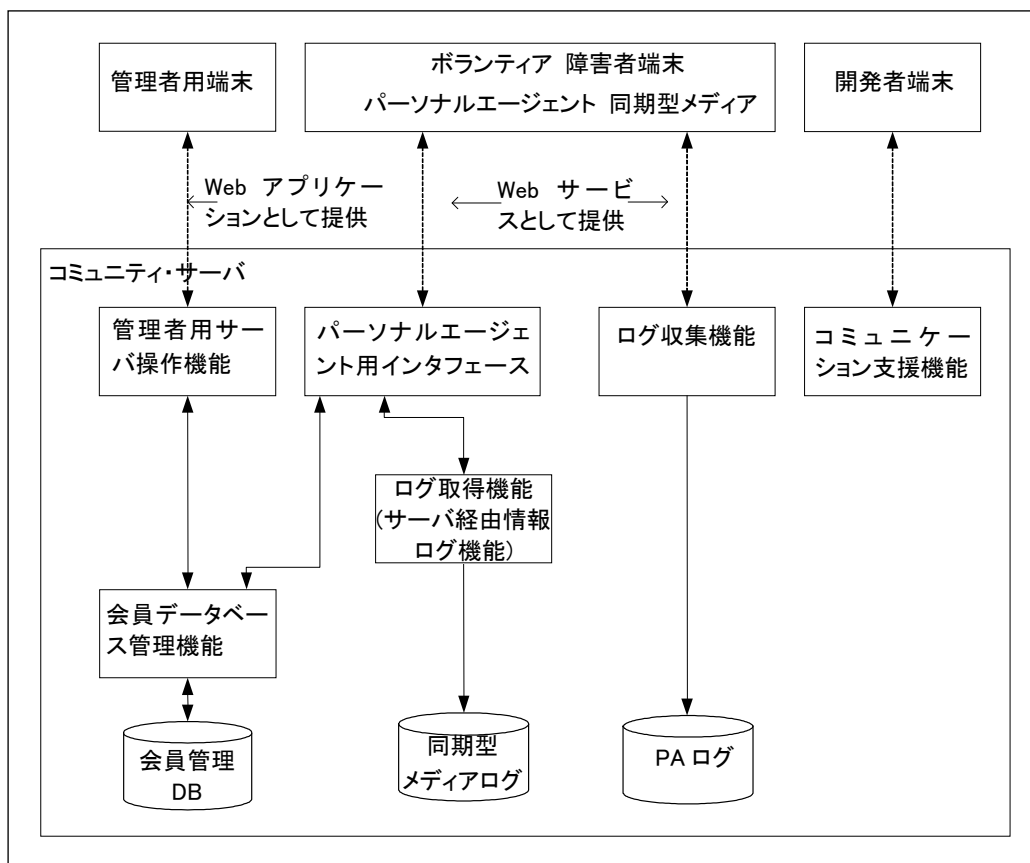 管理者用端末
ボランティア 障害者端末
パーソナルエージェント 同期型メディア
開発者端末
Web アプリケー
ションとして提供
Web サービ
スとして提供
コミュニティ・サーバ
管理者用サー
バ操作機能
パーソナルエージェ
ント用インタフェース
ログ収集機能
コミュニケー
ション支援機能
ログ取得機能
(サーバ経由情報
ログ機能)
会員データベー
ス管理機能
会員管理
DB
同期型
メディアログ
PA ログ